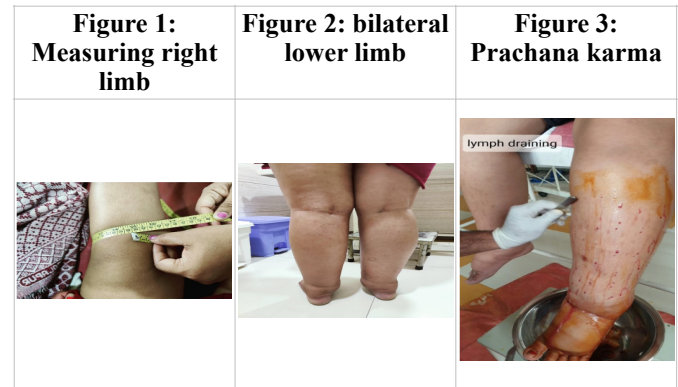 Figure 1:
Measuring right
limb
Figure 2: bilateral
lower limb
Figure 3:
Prachana karma
lymph draining